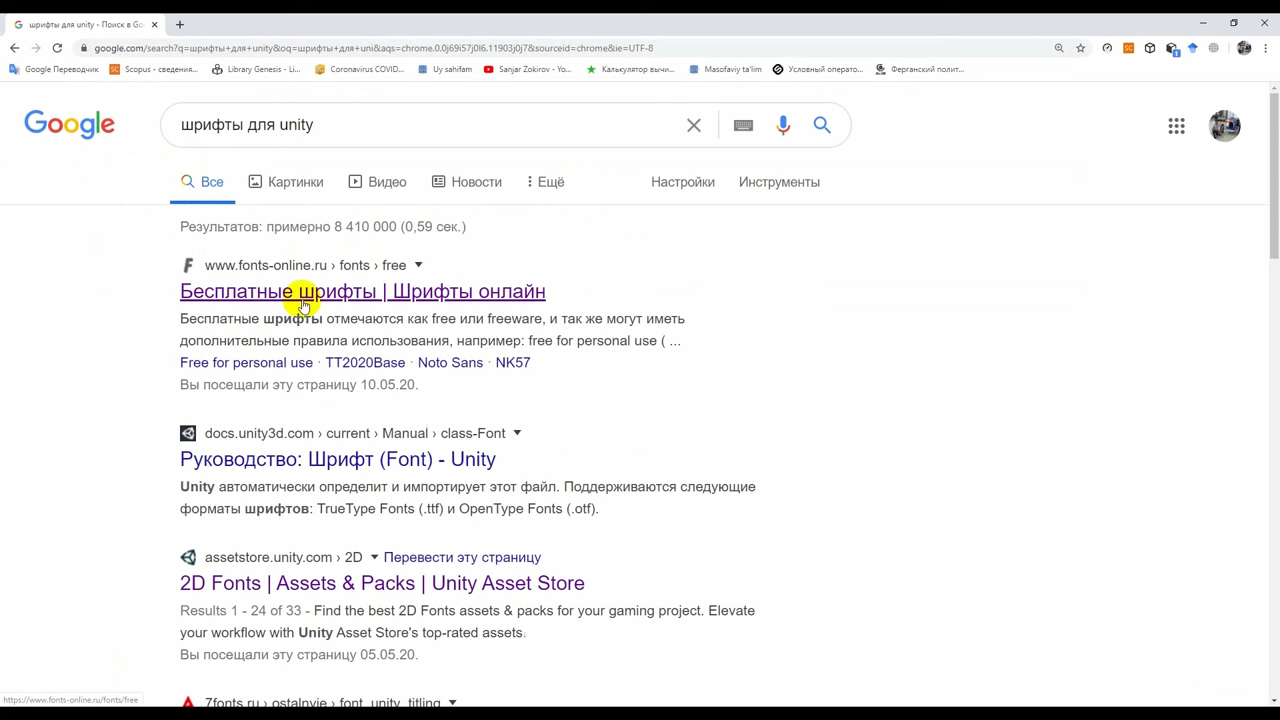 шрифты для unity - Поиск в Go
google.com/search?q=шрифты+для+unity&oq=шрифты+для+uni&aqs=chrome.0.0j69i57j0l6.11903j0j7&sourceid=chrome&ie=UTF-8
Google Переводчик Scopus - сведения... Library Genesis - Li... Coronavirus COVID... Uy sahifam Sanjar Zokirov - Yo... Калькулятор вычи... Masofaviy ta'lim Условный операто... Ферганский полит...
Google шрифты для unity
Все Картинки Видео Новости Ещё Настройки Инструменты
Результатов: примерно 8 410 000 (0,59 сек.)
www.fonts-online.ru › fonts › free
Бесплатные шрифты | Шрифты онлайн
Бесплатные шрифты отмечаются как free или freeware, и так же могут иметь
дополнительные правила использования, например: free for personal use ( ...
Free for personal use · TT2020Base · Noto Sans · NK57
Вы посещали эту страницу 10.05.20.
docs.unity3d.com › current › Manual › class-Font
Руководство: Шрифт (Font) - Unity
Unity автоматически определит и импортирует этот файл. Поддерживаются следующие
форматы шрифтов: TrueType Fonts (.ttf) и OpenType Fonts (.otf).
assetstore.unity.com › 2D Перевести эту страницу
2D Fonts | Assets & Packs | Unity Asset Store
Results 1 - 24 of 33 - Find the best 2D Fonts assets & packs for your gaming project. Elevate
your workflow with Unity Asset Store's top-rated assets.
Вы посещали эту страницу 05.05.20.
7fonts.ru › ostalnyie › font_unity_titling
https://www.fonts-online.ru/fonts/free